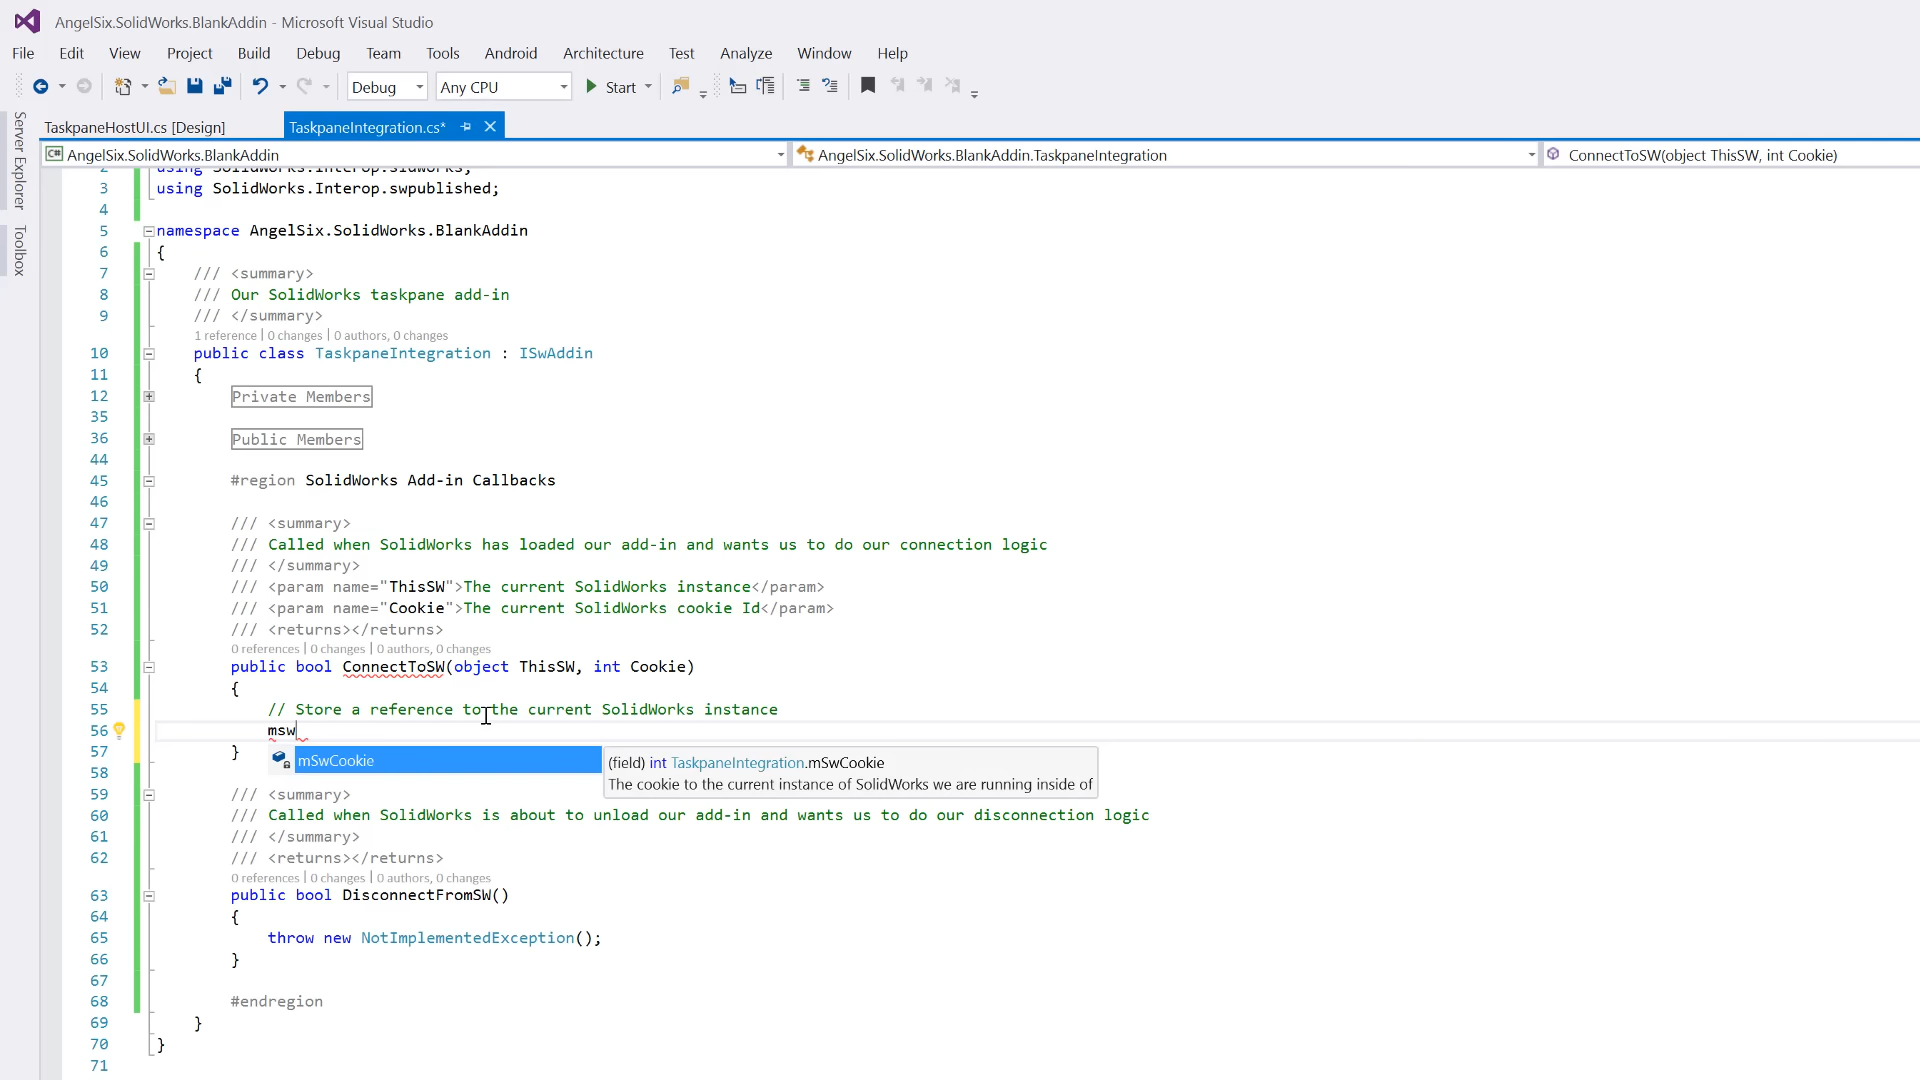 AngelSix.SolidWorks.BlankAddin - Microsoft Visual Studio
File Edit View Project Build Debug Team Tools Android Architecture Test Analyze Window Help
Debug Any CPU Start
Server Explorer
Toolbox
TaskpaneHostUI.cs [Design] TaskpaneIntegration.cs*
C# AngelSix.SolidWorks.BlankAddin AngelSix.SolidWorks.BlankAddin.TaskpaneIntegration ConnectToSW(object ThisSW, int Cookie)
2 using SolidWorks.Interop.sldworks;
3 using SolidWorks.Interop.swpublished;
4
5 namespace AngelSix.SolidWorks.BlankAddin
6 {
7 /// <summary>
8 /// Our SolidWorks taskpane add-in
9 /// </summary>
1 reference | 0 changes | 0 authors, 0 changes
10 public class TaskpaneIntegration : ISwAddin
11 {
12 Private Members
35
36 Public Members
44
45 #region SolidWorks Add-in Callbacks
46
47 /// <summary>
48 /// Called when SolidWorks has loaded our add-in and wants us to do our connection logic
49 /// </summary>
50 /// <param name="ThisSW">The current SolidWorks instance</param>
51 /// <param name="Cookie">The current SolidWorks cookie Id</param>
52 /// <returns></returns>
0 references | 0 changes | 0 authors, 0 changes
53 public bool ConnectToSW(object ThisSW, int Cookie)
54 {
55 // Store a reference to the current SolidWorks instance
56 msw
57 }
mSwCookie
(field) int TaskpaneIntegration.mSwCookie
The cookie to the current instance of SolidWorks we are running inside of
58
59 /// <summary>
60 /// Called when SolidWorks is about to unload our add-in and wants us to do our disconnection logic
61 /// </summary>
62 /// <returns></returns>
0 references | 0 changes | 0 authors, 0 changes
63 public bool DisconnectFromSW()
64 {
65 throw new NotImplementedException();
66 }
67
68 #endregion
69 }
70 }
71